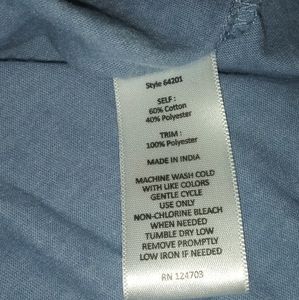 Style 64201
SELF :
60% Cotton
40% Polyester
TRIM :
100% Polyester
MADE IN INDIA
MACHINE WASH COLD
WITH LIKE COLORS
GENTLE CYCLE
USE ONLY
NON-CHLORINE BLEACH
WHEN NEEDED
TUMBLE DRY LOW
REMOVE PROMPTLY
LOW IRON IF NEEDED
RN 124703